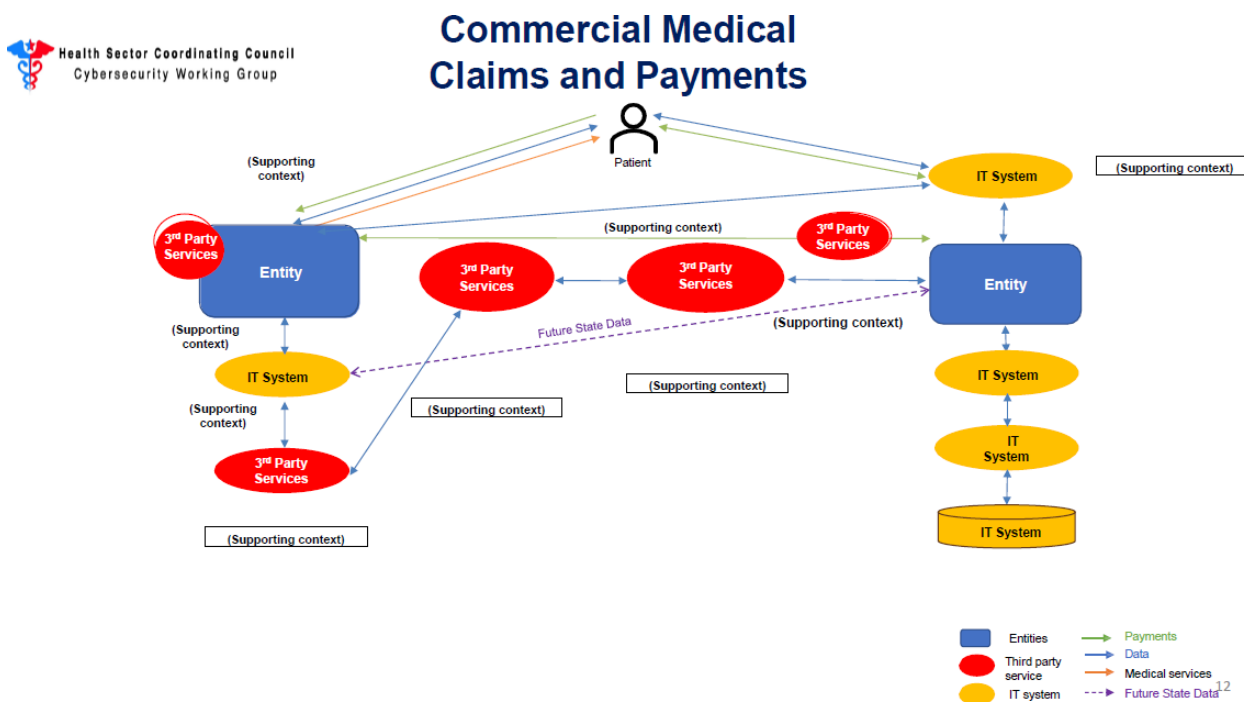 Commercial Medical
Claims and Payments
Health Sector Coordinating Council
Cybersecurity Working Group
Patient
(Supporting
context)
IT System
(Supporting context)
3rd Party
Services
Entity
(Supporting context)
3rd Party
Services
3rd Party
Services
3rd Party
Services
Entity
(Supporting
context)
Future State Data
(Supporting context)
IT System
IT System
(Supporting context)
(Supporting
context)
(Supporting context)
3rd Party
Services
IT
System
(Supporting context)
IT System
Entities
Payments
Data
Third party
service
Medical services
IT system
Future State Data
12